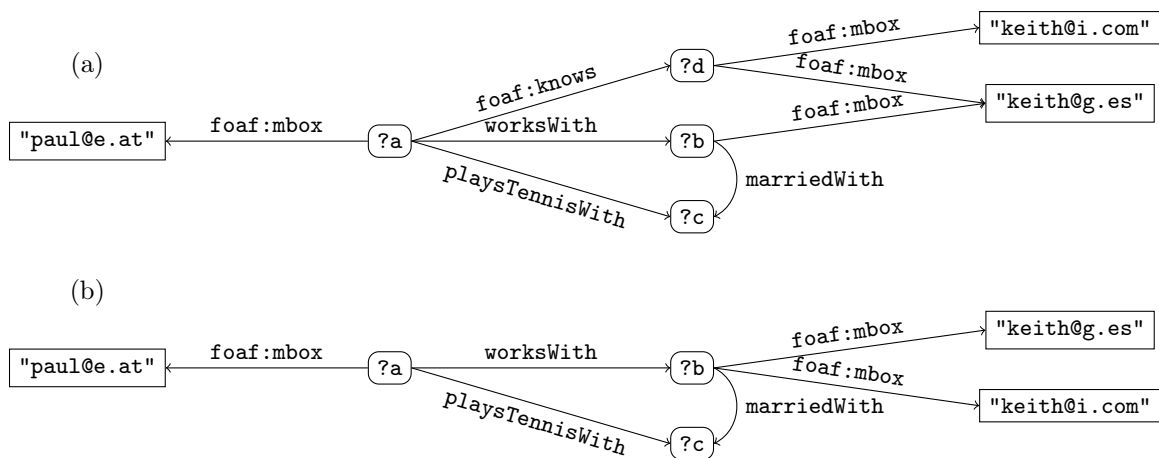 foaf:mbox "keith@i.com"
(a) ?d foaf:mbox
foaf:knows foaf:mbox "keith@g.es"
"paul@e.at" foaf:mbox ?a worksWith ?b
playsTennisWith marriedWith
?c
(b)
foaf:mbox "keith@g.es"
"paul@e.at" foaf:mbox ?a worksWith ?b foaf:mbox
playsTennisWith marriedWith "keith@i.com"
?c